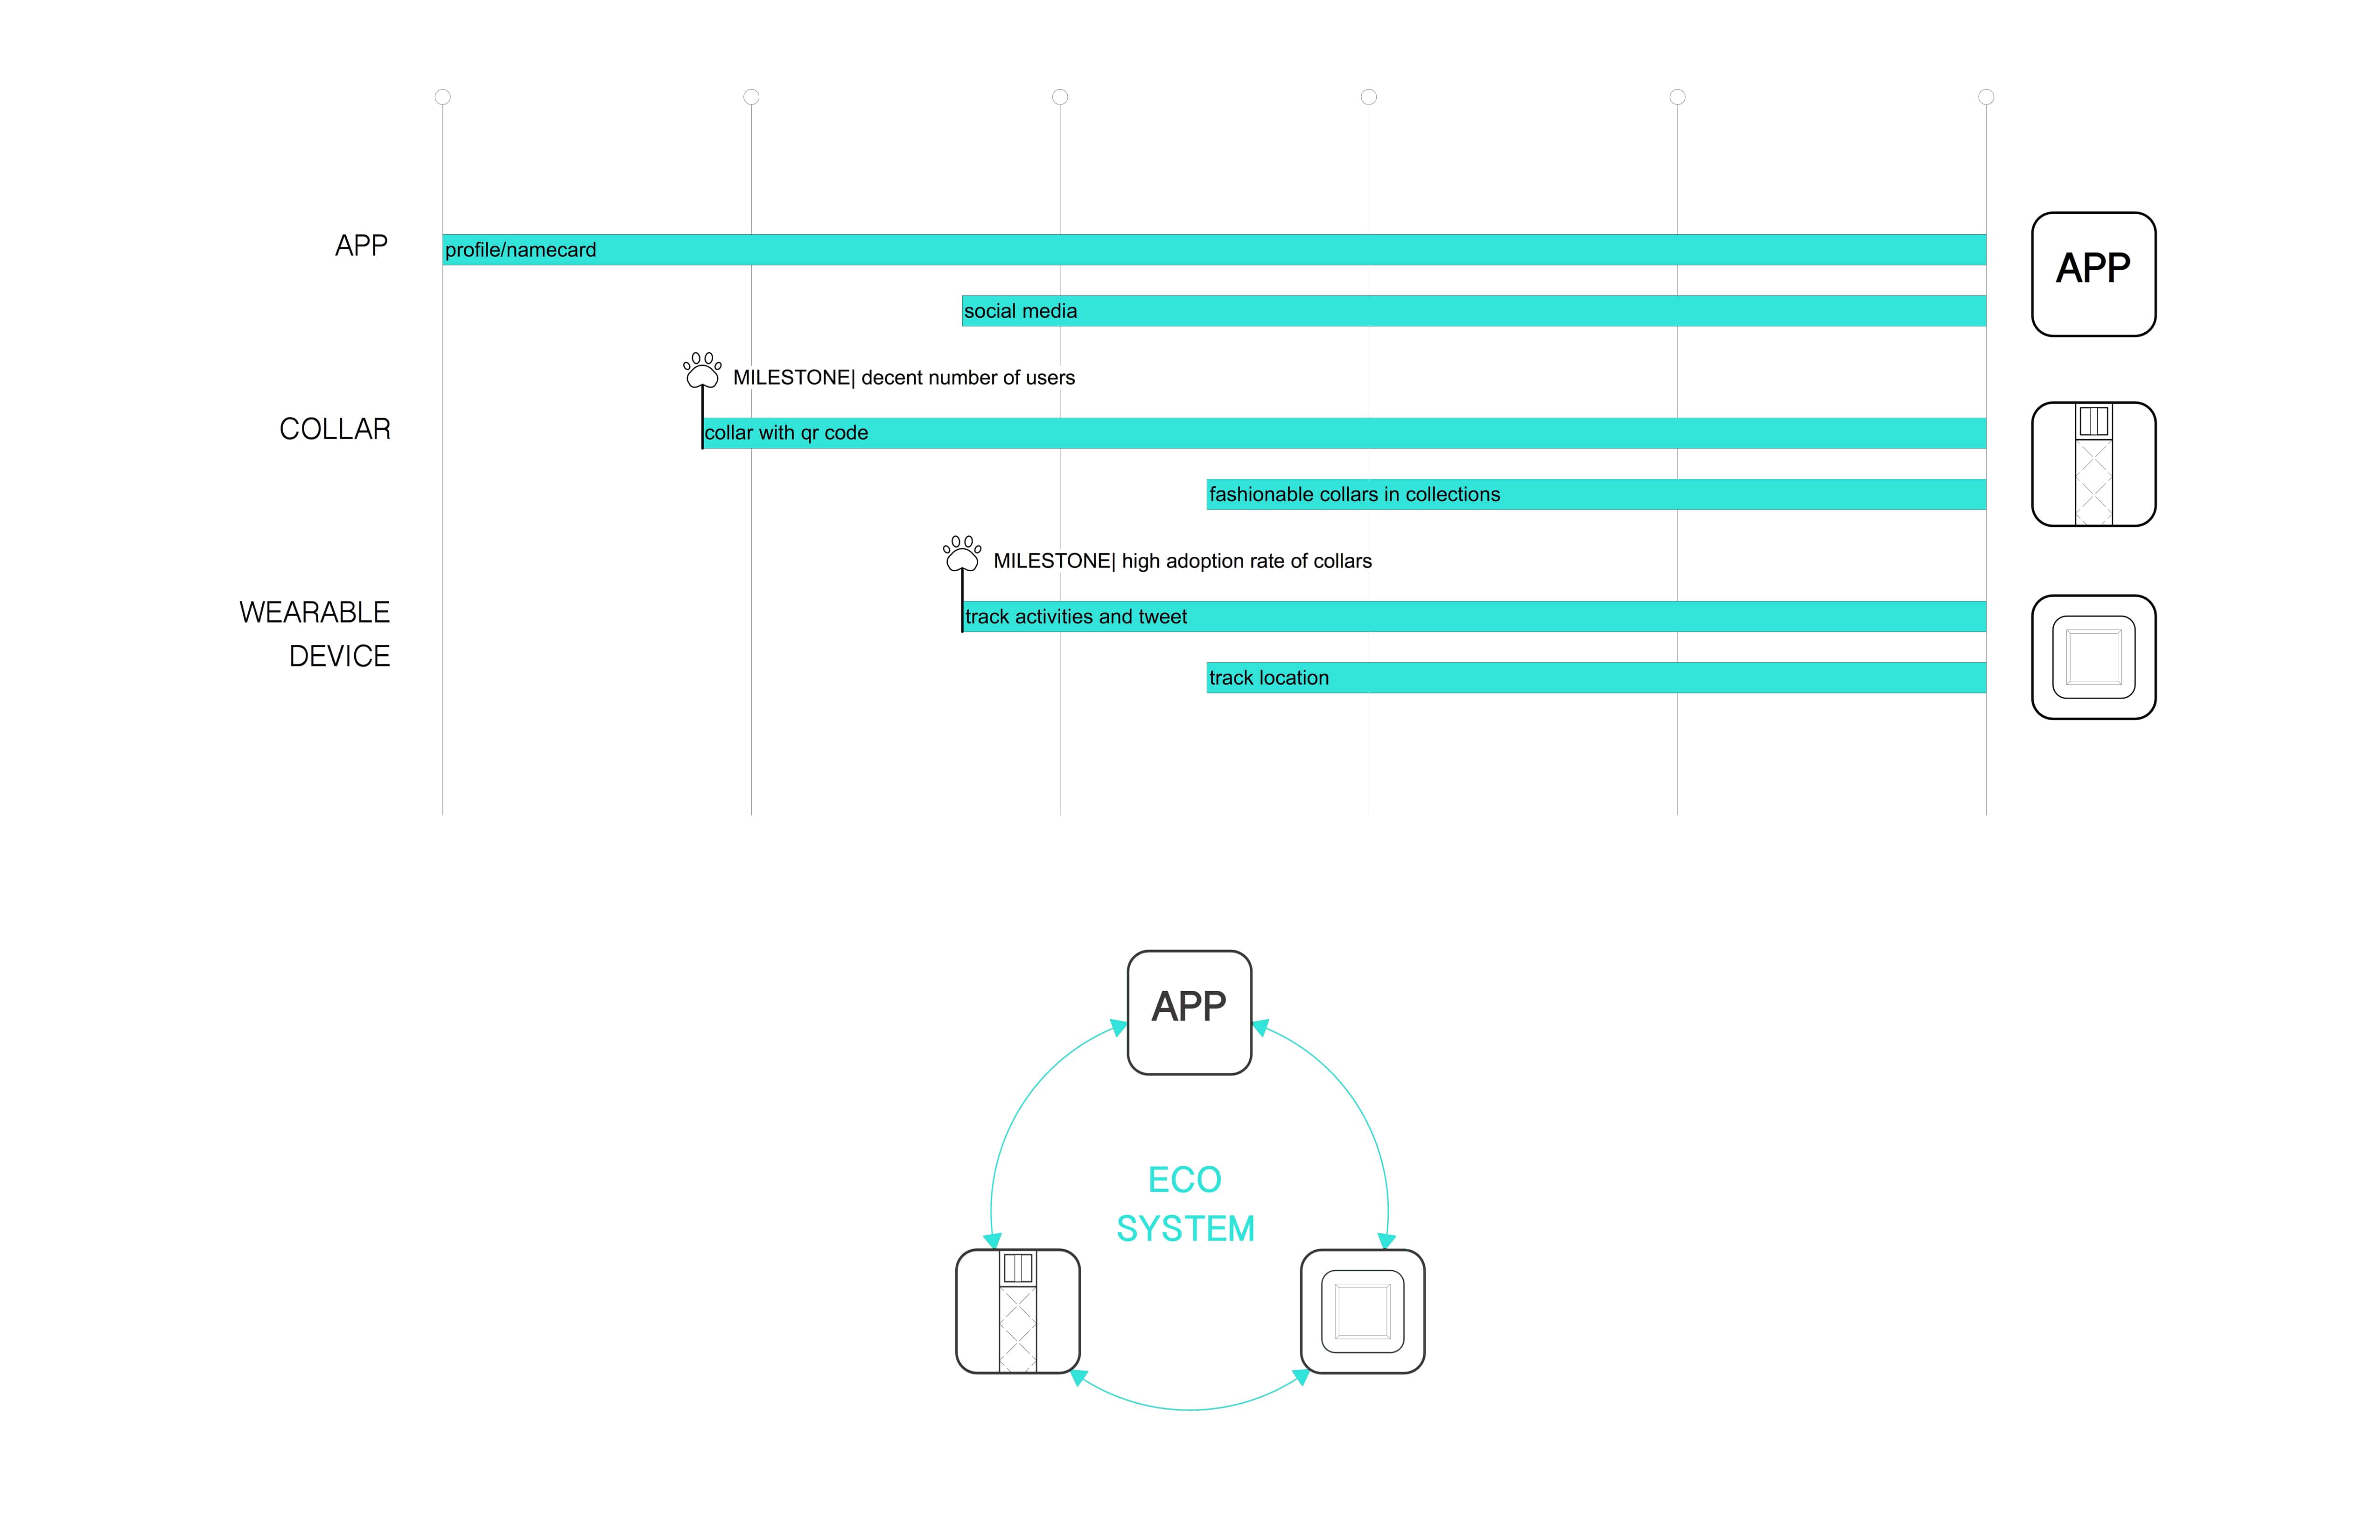 APP
profile/namecard
APP
social media
MILESTONE| decent number of users
COLLAR
collar with qr code
fashionable collars in collections
MILESTONE| high adoption rate of collars
WEARABLE
DEVICE
track activities and tweet
track location
APP
ECO
SYSTEM